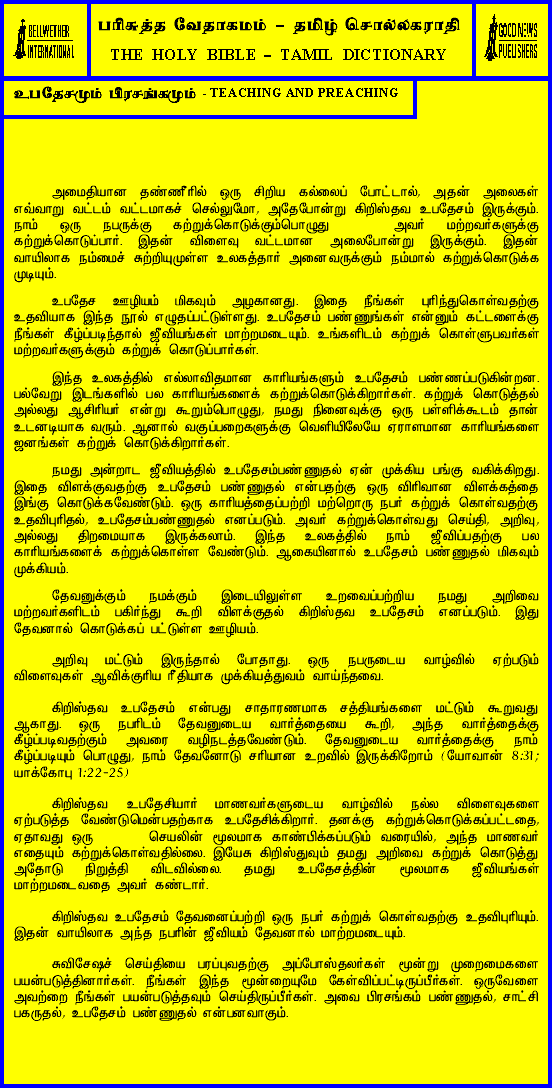 BELLWETHER
INTERNATIONAL
பரிசுத்த வேதாகமம் – தமிழ் சொல்லகராதி
THE HOLY BIBLE – TAMIL DICTIONARY
GOOD NEWS
PUBLISHERS
உபதேசமும் பிரசங்கமும் - TEACHING AND PREACHING
அமைதியான தண்ணீரில் ஒரு சிறிய கல்லைப் போட்டால், அதன் அலைகள்
எவ்வாறு வட்டம் வட்டமாகச் செல்லுமோ, அதேபோன்று கிறிஸ்தவ உபதேசம் இருக்கும்.
நாம் ஒரு நபருக்கு கற்றுக்கொடுக்கும்பொழுது அவர் மற்றவர்களுக்கு
கற்றுக்கொடுப்பார். இதன் விளைவு வட்டமான அலைபோன்று இருக்கும். இதன்
வாயிலாக நம்மைச் சுற்றியுமுள்ள உலகத்தார் அனைவருக்கும் நம்மால் கற்றுக்கொடுக்க
முடியும்.
உபதேச ஊழியம் மிகவும் அழகானது. இதை நீங்கள் புரிந்துகொள்வதற்கு
உதவியாக இந்த நூல் எழுதப்பட்டுள்ளது. உபதேசம் பண்ணுங்கள் என்னும் கட்டளைக்கு
நீங்கள் கீழ்ப்படிந்தால் ஜீவியங்கள் மாற்றமடையும். உங்களிடம் கற்றுக் கொள்ளுபவர்கள்
மற்றவர்களுக்கும் கற்றுக் கொடுப்பார்கள்.
இந்த உலகத்தில் எல்லாவிதமான காரியங்களும் உபதேசம் பண்ணப்படுகின்றன.
பல்வேறு இடங்களில் பல காரியங்களைக் கற்றுக்கொடுக்கிறார்கள். கற்றுக் கொடுத்தல்
அல்லது ஆசிரியர் என்று கூறும்பொழுது, நமது நினைவுக்கு ஒரு பள்ளிக்கூடம் தான்
உடனடியாக வரும். ஆனால் வகுப்பறைகளுக்கு வெளியிலேயே ஏராளமான காரியங்களை
ஜனங்கள் கற்றுக் கொடுக்கிறார்கள்.
நமது அன்றாட ஜீவியத்தில் உபதேசம்பண்ணுதல் ஏன் முக்கிய பங்கு வகிக்கிறது.
இதை விளக்குவதற்கு உபதேசம் பண்ணுதல் என்பதற்கு ஒரு விரிவான விளக்கத்தை
இங்கு கொடுக்கவேண்டும். ஒரு காரியத்தைப்பற்றி மற்றொரு நபர் கற்றுக் கொள்வதற்கு
உதவுபுரிதல், உபதேசம்பண்ணுதல் எனப்படும். அவர் கற்றுக்கொள்வது செய்தி, அறிவு,
அல்லது திறமையாக இருக்கலாம். இந்த உலகத்தில் நாம் ஜீவிப்பதற்கு பல
காரியங்களைக் கற்றுக்கொள்ள வேண்டும். ஆகையினால் உபதேசம் பண்ணுதல் மிகவும்
முக்கியம்.
தேவனுக்கும் நமக்கும் இடையிலுள்ள உறவைப்பற்றிய நமது அறிவை
மற்றவர்களிடம் பகிர்ந்து கூறி விளக்குதல் கிறிஸ்தவ உபதேசம் எனப்படும். இது
தேவனால் கொடுக்கப் பட்டுள்ள ஊழியம்.
அறிவு மட்டும் இருந்தால் போதாது. ஒரு நபருடைய வாழ்வில் ஏற்படும்
விளைவுகள் ஆவிக்குரிய ரீதியாக முக்கியத்துவம் வாய்ந்தவை.
கிறிஸ்தவ உபதேசம் என்பது சாதாரணமாக சத்தியங்களை மட்டும் கூறுவது
ஆகாது. ஒரு நபரிடம் தேவனுடைய வார்த்தையை கூறி, அந்த வார்த்தைக்கு
கீழ்ப்படிவதற்கும் அவரை வழிநடத்தவேண்டும். தேவனுடைய வார்த்தைக்கு நாம்
கீழ்ப்படியும் பொழுது, நாம் தேவனோடு சரியான உறவில் இருக்கிறோம் (யோவான் 8:31;
யாக்கோபு 1:22-25)
கிறிஸ்தவ உபதேசியார் மாணவர்களுடைய வாழ்வில் நல்ல விளைவுகளை
ஏற்படுத்த வேண்டுமென்பதற்காக உபதேசிக்கிறார். தனக்கு கற்றுக்கொடுக்கப்பட்டதை,
ஏதாவது ஒரு செயலின் மூலமாக காண்பிக்கப்படும் வரையில், அந்த மாணவர்
எதையும் கற்றுக்கொள்வதில்லை. இயேசு கிறிஸ்துவும் தமது அறிவை கற்றுக் கொடுத்து
அதோடு நிறுத்தி விடவில்லை. தமது உபதேசத்தின் மூலமாக ஜீவியங்கள்
மாற்றமடைவதை அவர் கண்டார்.
கிறிஸ்தவ உபதேசம் தேவனைப்பற்றி ஒரு நபர் கற்றுக் கொள்வதற்கு உதவுபுரியும்.
இதன் வாயிலாக அந்த நபரின் ஜீவியம் தேவனால் மாற்றமடையும்.
சுவிசேஷச் செய்தியை பரப்புவதற்கு அப்போஸ்தலர்கள் மூன்று முறைமைகளை
பயன்படுத்தினார்கள். நீங்கள் இந்த மூன்றையுமே கேள்விப்பட்டிருப்பீர்கள். ஒருவேளை
அவற்றை நீங்கள் பயன்படுத்தவும் செய்திருப்பீர்கள். அவை பிரசங்கம் பண்ணுதல், சாட்சி
பகருதல், உபதேசம் பண்ணுதல் என்பனவாகும்.